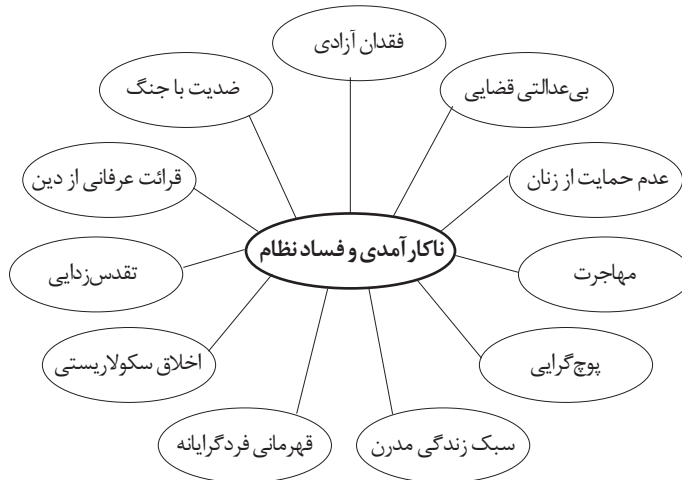 فقدان آزادی
بی‌عدالتی قضایی
ضدیت با جنگ
عدم حمایت از زنان
قرائت عرفانی از دین
ناکارآمدی و فساد نظام
مهاجرت
تقدس‌زدایی
پوچ‌گرایی
اخلاق سکولاریستی
سبک زندگی مدرن
قهرمانی فردگرایانه